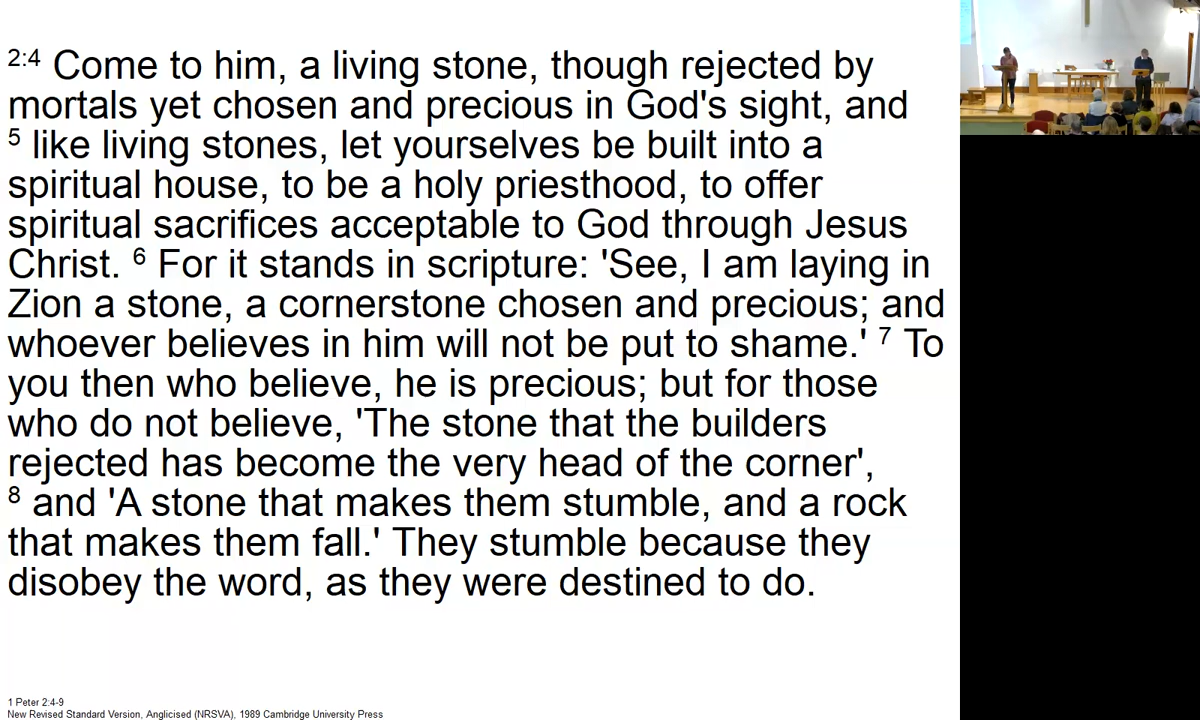 2:4 Come to him, a living stone, though rejected by
mortals yet chosen and precious in God's sight, and
5 like living stones, let yourselves be built into a
spiritual house, to be a holy priesthood, to offer
spiritual sacrifices acceptable to God through Jesus
Christ. 6 For it stands in scripture: 'See, I am laying in
Zion a stone, a cornerstone chosen and precious; and
whoever believes in him will not be put to shame.' 7 To
you then who believe, he is precious; but for those
who do not believe, 'The stone that the builders
rejected has become the very head of the corner',
8 and 'A stone that makes them stumble, and a rock
that makes them fall.' They stumble because they
disobey the word, as they were destined to do.
1 Peter 2:4-9
New Revised Standard Version, Anglicised (NRSVA), 1989 Cambridge University Press